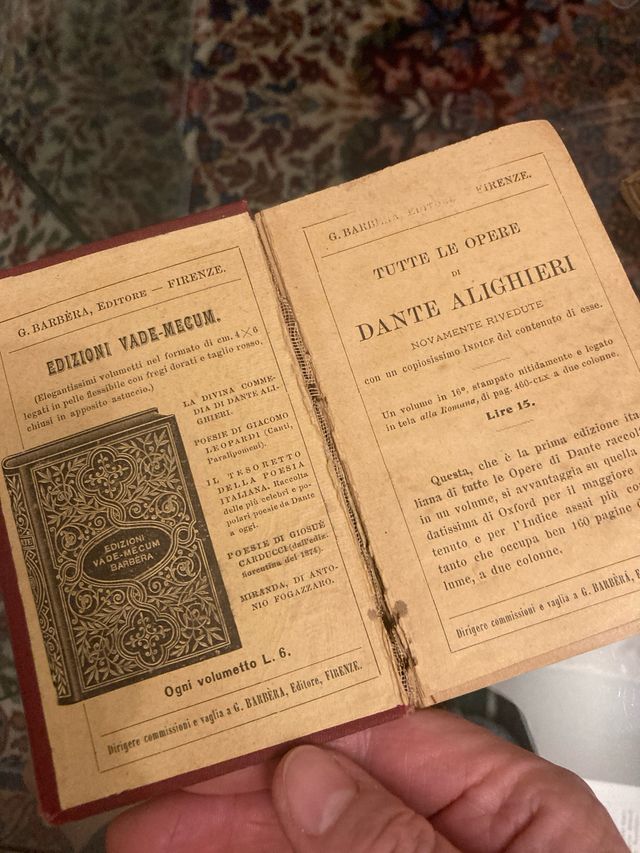 G. BARBÈRA, EDITORE — FIRENZE.
EDIZIONI VADE-MECUM.
(Elegantissimi volumetti nel formato di cm. 4×6
legati in pelle flessibile con fregi dorati e taglio rosso,
chiusi in apposito astuccio.)
LA DIVINA COMME-
DIA DI DANTE ALI-
GHIERI.
POESIE DI GIACOMO
LEOPARDI (Canti,
Paralipomeni).
IL TESORETTO
DELLA POESIA
ITALIANA. Raccolta
delle più celebri e po-
polari poesie da Dante
a oggi.
POESIE DI GIOSUÈ
CARDUCCI (dall'ediz.
fiorentina del 1874).
MIRANDA, DI ANTO-
NIO FOGAZZARO.
EDIZIONI
VADE-MECUM
BARBÈRA
Ogni volumetto L. 6.
Dirigere commissioni e vaglia a G. BARBÈRA, Editore, FIRENZE.
G. BARBÈRA, EDITORE FIRENZE.
TUTTE LE OPERE
DI
DANTE ALIGHIERI
NOVAMENTE RIVEDUTE
con un copiosissimo INDICE del contenuto di esse.
Un volume in 16º, stampato nitidamente e legato
in tela alla Romana, di pag. 460-CLX a due colonne.
Lire 15.
Questa, che è la prima edizione ita-
liana di tutte le Opere di Dante raccol
in un volume, si avvantaggia su quella
datissima di Oxford per il maggiore
tenuto e per l'Indice assai più co
tanto che occupa ben 160 pagine d
lume, a due colonne.
Dirigere commissioni e vaglia a G. BARBÈRA, E